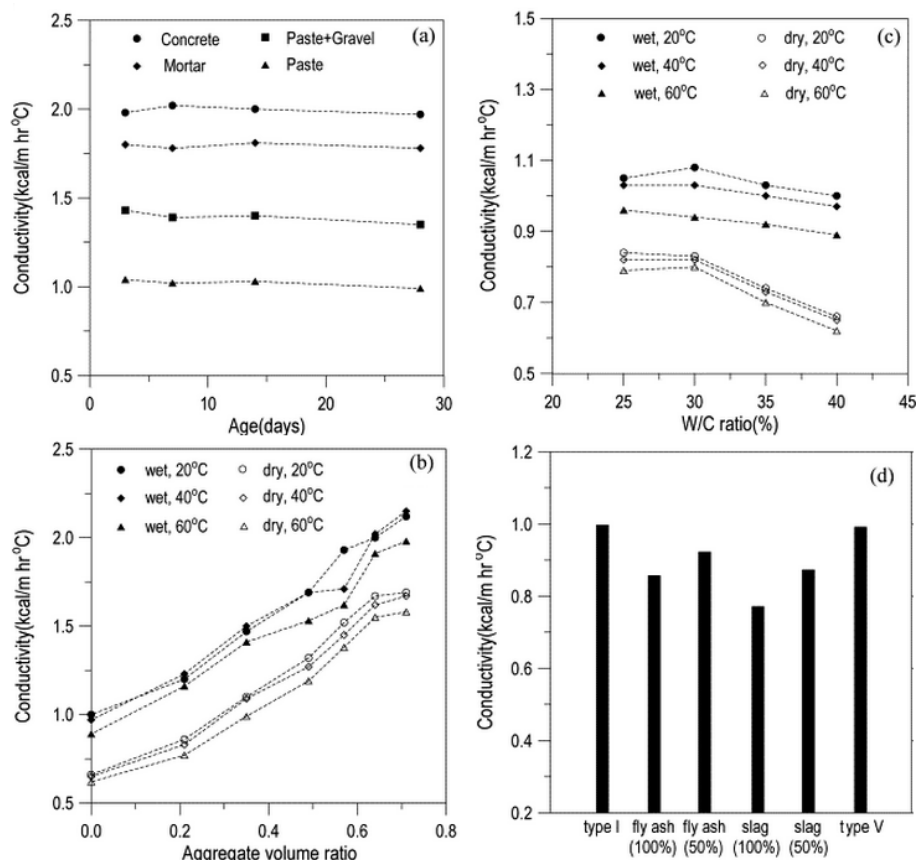 2.5
Concrete
Paste+Gravel
(a)
Mortar
Paste
2.0
1.5
1.0
0.5
0
10
20
30
Conductivity(kcal/m hr°C)
Age(days)
1.5
wet, 20°C
dry, 20°C
(c)
wet, 40°C
dry, 40°C
wet, 60°C
dry, 60°C
1.3
1.1
0.9
0.7
0.5
20
25
30
35
40
45
Conductivity(kcal/m hr°C)
W/C ratio(%)
2.5
wet, 20°C
dry, 20°C
(b)
wet, 40°C
dry, 40°C
wet, 60°C
dry, 60°C
2.0
1.5
1.0
0.5
0.0
0.2
0.4
0.6
0.8
Conductivity(kcal/m hr°C)
Aggregate volume ratio
1.2
(d)
1.0
0.8
0.6
0.4
0.2
Conductivity(kcal/m hr°C)
type I
fly ash
(100%)
fly ash
(50%)
slag
(100%)
slag
(50%)
type V